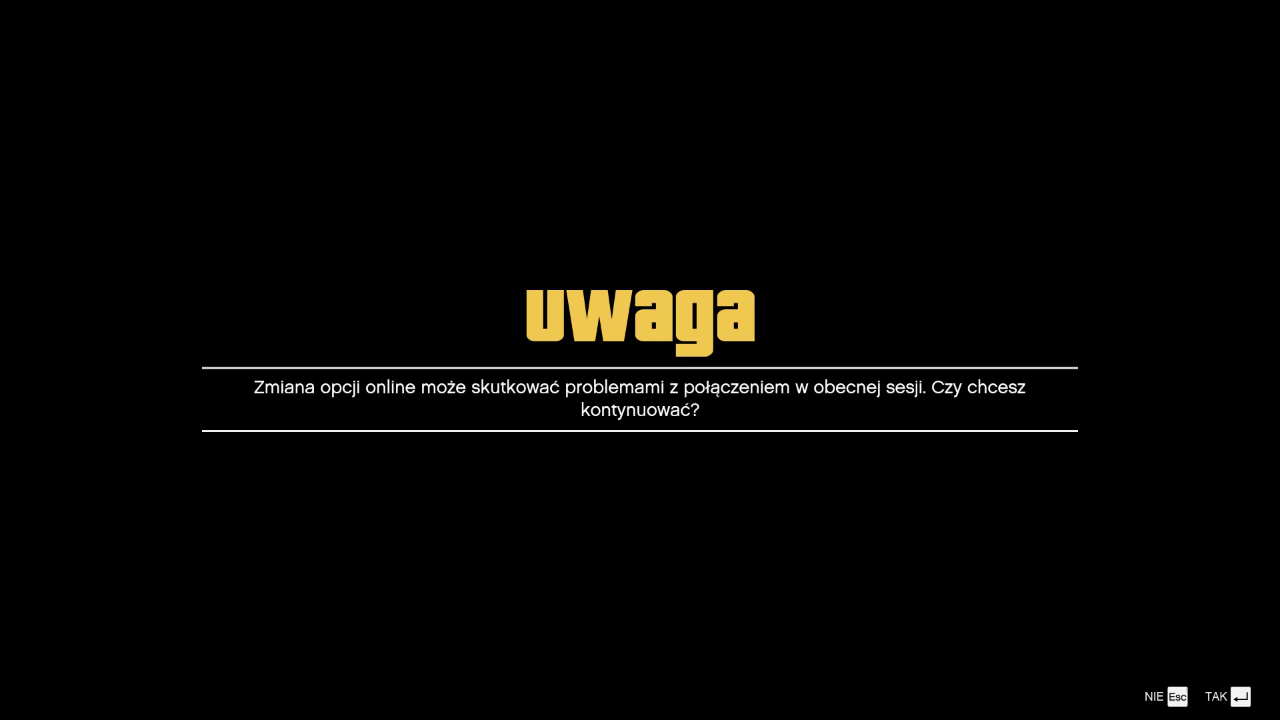 uwaga
Zmiana opcji online może skutkować problemami z połączeniem w obecnej sesji. Czy chcesz
kontynuować?
NIE Esc TAK